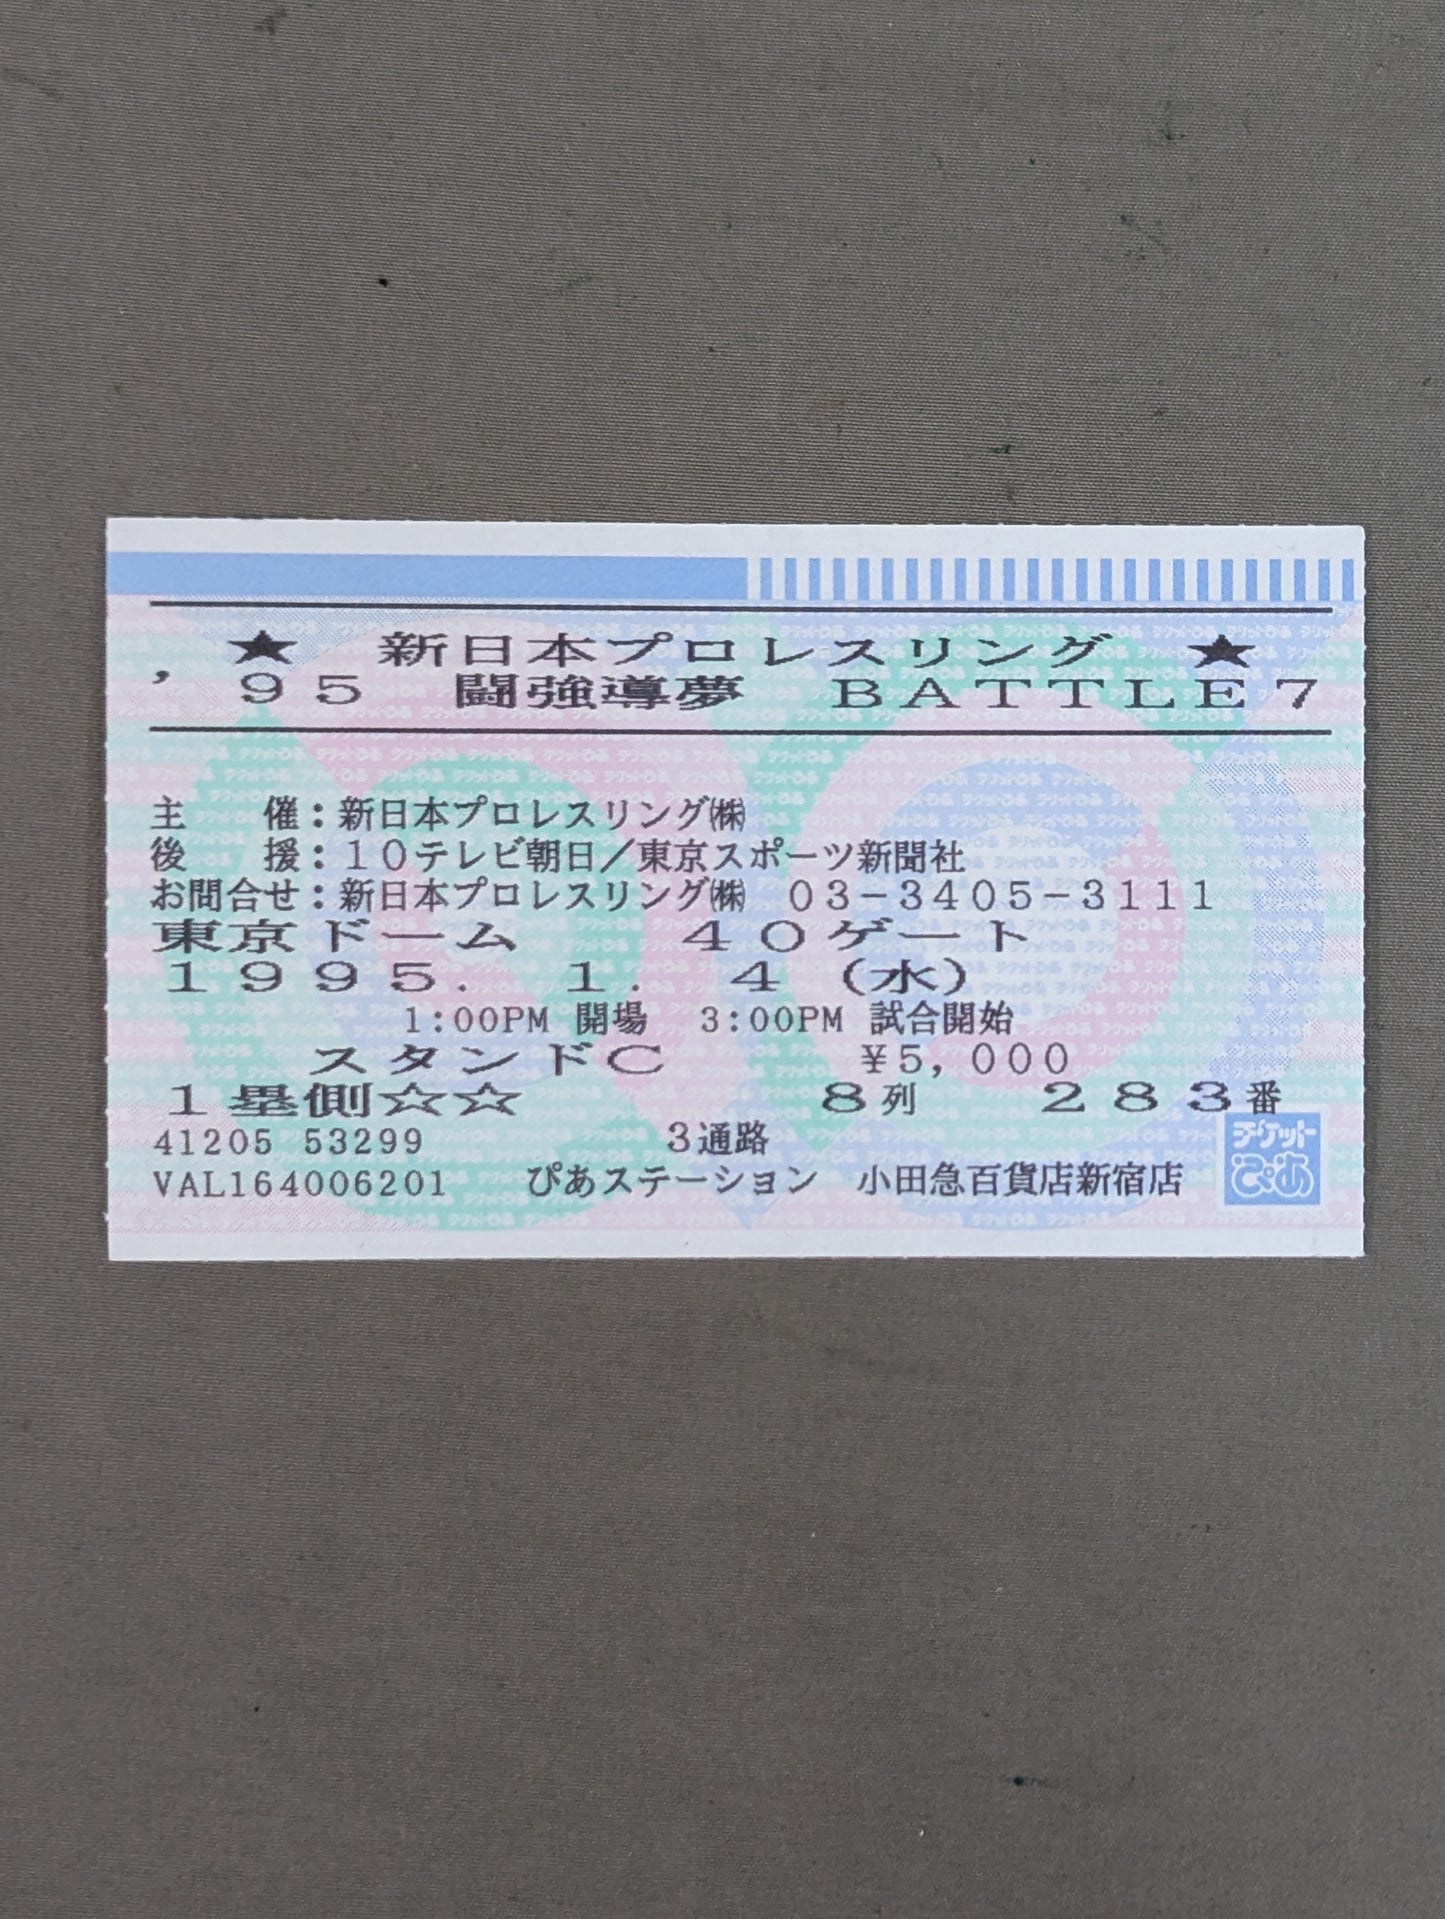 ★ 新日本プロレスリング ★
’９５ 闘強導夢 ＢＡＴＴＬＥ７
主 催：新日本プロレスリング㈱
後 援：１０テレビ朝日／東京スポーツ新聞社
お問合せ：新日本プロレスリング㈱ ０３－３４０５－３１１１
東京ドーム ４０ゲート
１９９５．１．４（水）
1:00PM 開場 3:00PM 試合開始
スタンドＣ ￥５，０００
１塁側☆☆ ８列 ２８３番
41205 53299 ３通路
VAL164006201 ぴあステーション 小田急百貨店新宿店
チケット
ぴあ